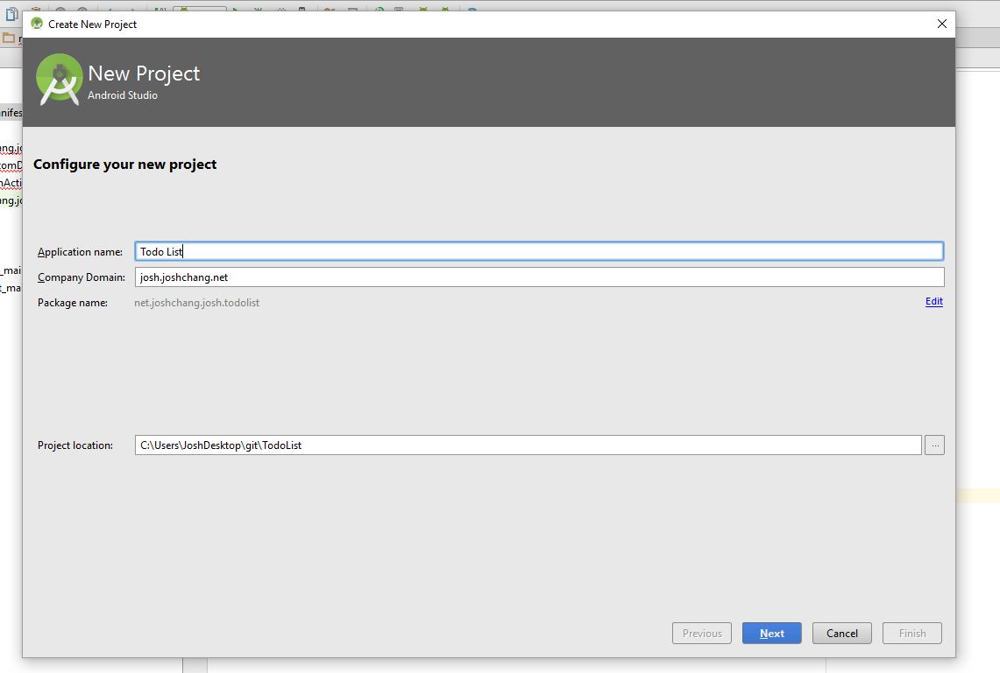 Create New Project
New Project
Android Studio
Configure your new project
Application name: Todo List
Company Domain: josh.joshchang.net
Package name: net.joshchang.josh.todolist Edit
Project location: C:\Users\JoshDesktop\git\TodoList ...
Previous Next Cancel Finish